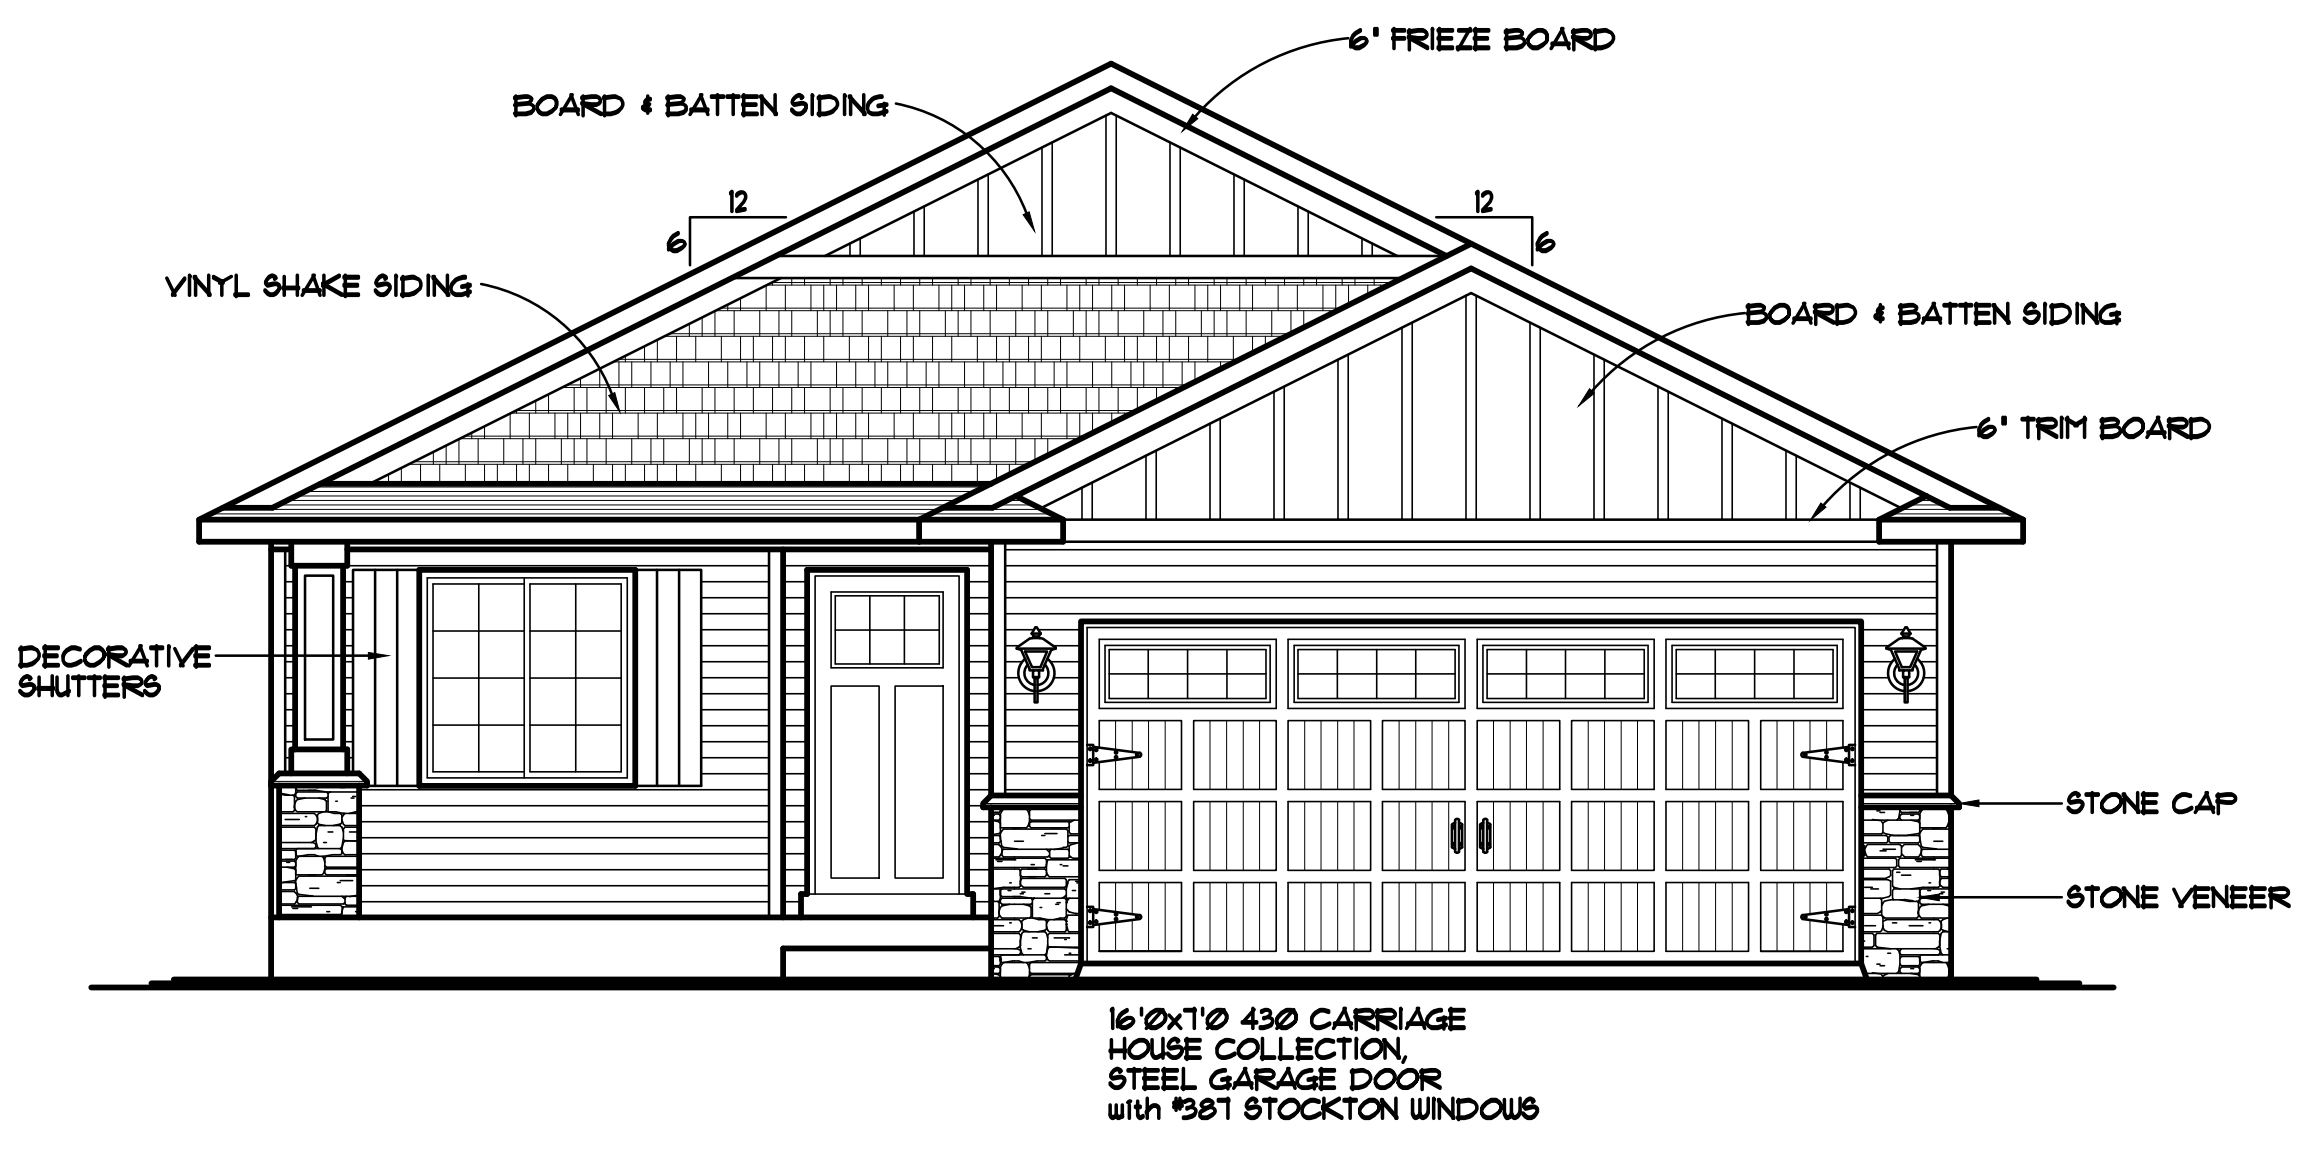 6" FRIEZE BOARD
BOARD & BATTEN SIDING
12
6
12
6
VINYL SHAKE SIDING
BOARD & BATTEN SIDING
6" TRIM BOARD
DECORATIVE
SHUTTERS
STONE CAP
STONE VENEER
16'0x7'0 430 CARRIAGE
HOUSE COLLECTION,
STEEL GARAGE DOOR
with #387 STOCKTON WINDOWS